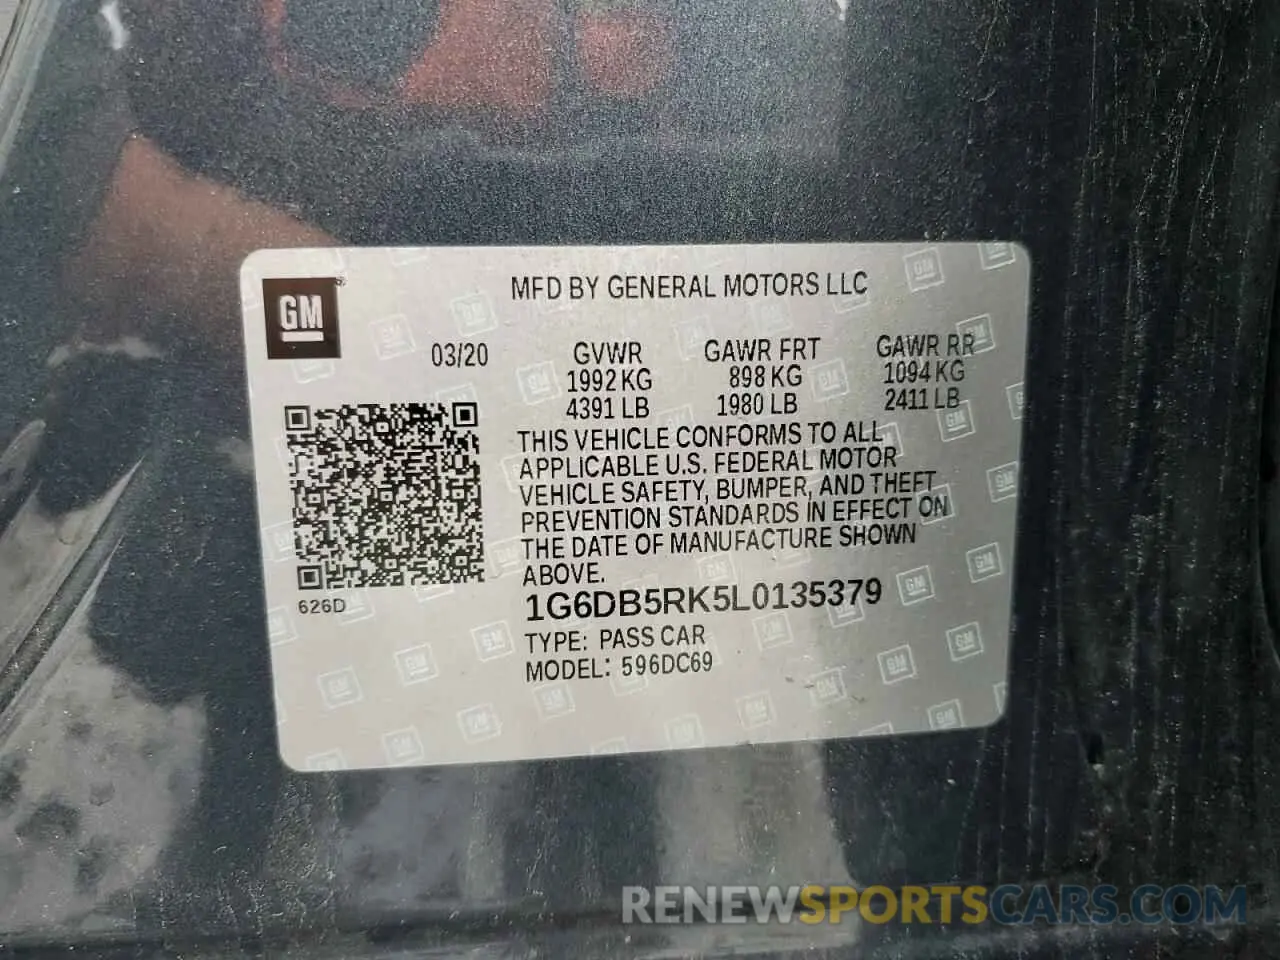 GM
MFD BY GENERAL MOTORS LLC
03/20 GVWR GAWR FRT GAWR RR
1992 KG 898 KG 1094 KG
4391 LB 1980 LB 2411 LB
THIS VEHICLE CONFORMS TO ALL
APPLICABLE U.S. FEDERAL MOTOR
VEHICLE SAFETY, BUMPER, AND THEFT
PREVENTION STANDARDS IN EFFECT ON
THE DATE OF MANUFACTURE SHOWN
ABOVE.
626D
1G6DB5RK5L0135379
TYPE: PASS CAR
MODEL: 596DC69
RENEWSPORTSCARS.COM